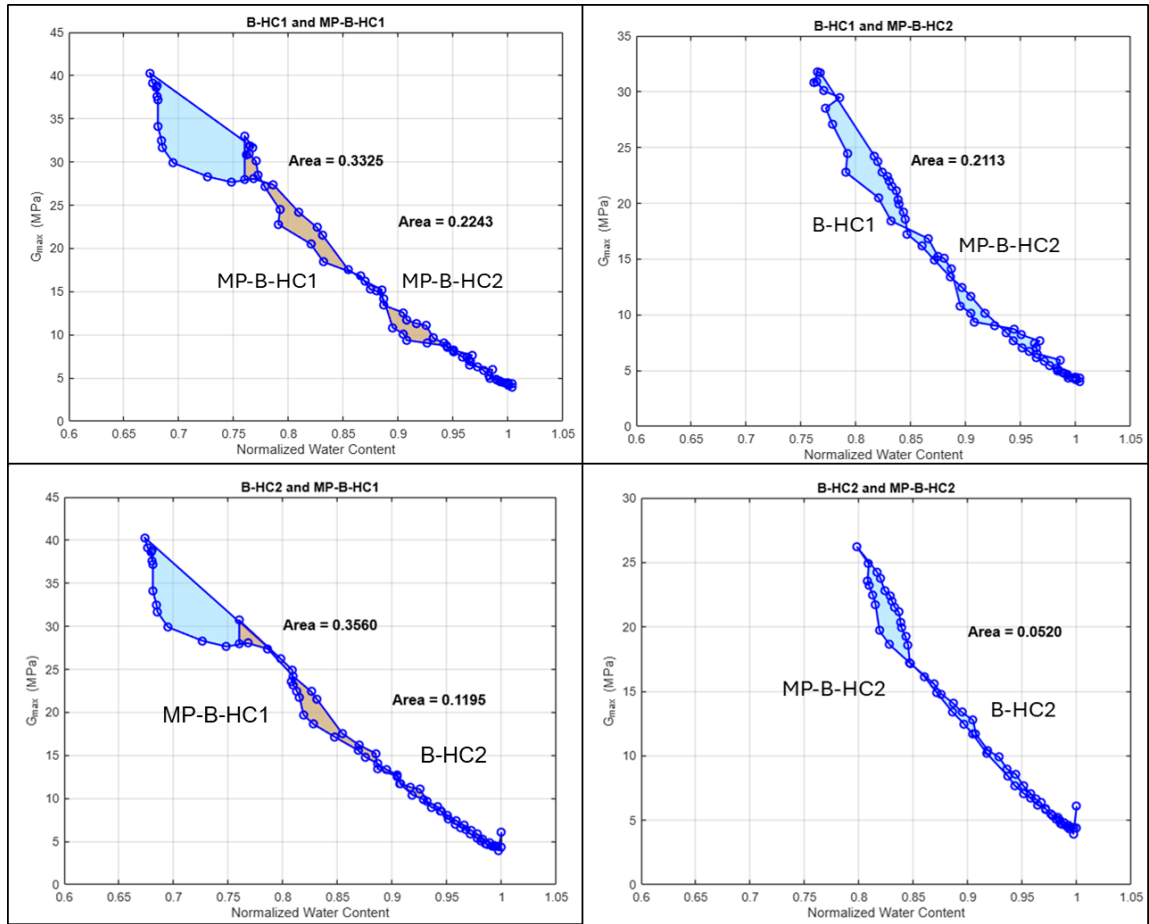 B-HC1 and MP-B-HC1
45
40
35
30
25
20
15
10
5
0
G max (MPa)
Area = 0.3325
Area = 0.2243
MP-B-HC1
MP-B-HC2
0.6 0.65 0.7 0.75 0.8 0.85 0.9 0.95 1 1.05
Normalized Water Content
B-HC1 and MP-B-HC2
35
30
25
20
15
10
5
0
G max (MPa)
Area = 0.2113
B-HC1
MP-B-HC2
0.6 0.65 0.7 0.75 0.8 0.85 0.9 0.95 1 1.05
Normalized Water Content
B-HC2 and MP-B-HC1
45
40
35
30
25
20
15
10
5
0
G max (MPa)
Area = 0.3560
Area = 0.1195
MP-B-HC1
B-HC2
0.6 0.65 0.7 0.75 0.8 0.85 0.9 0.95 1 1.05
Normalized Water Content
B-HC2 and MP-B-HC2
30
25
20
15
10
5
0
G max (MPa)
Area = 0.0520
MP-B-HC2
B-HC2
0.6 0.65 0.7 0.75 0.8 0.85 0.9 0.95 1 1.05
Normalized Water Content